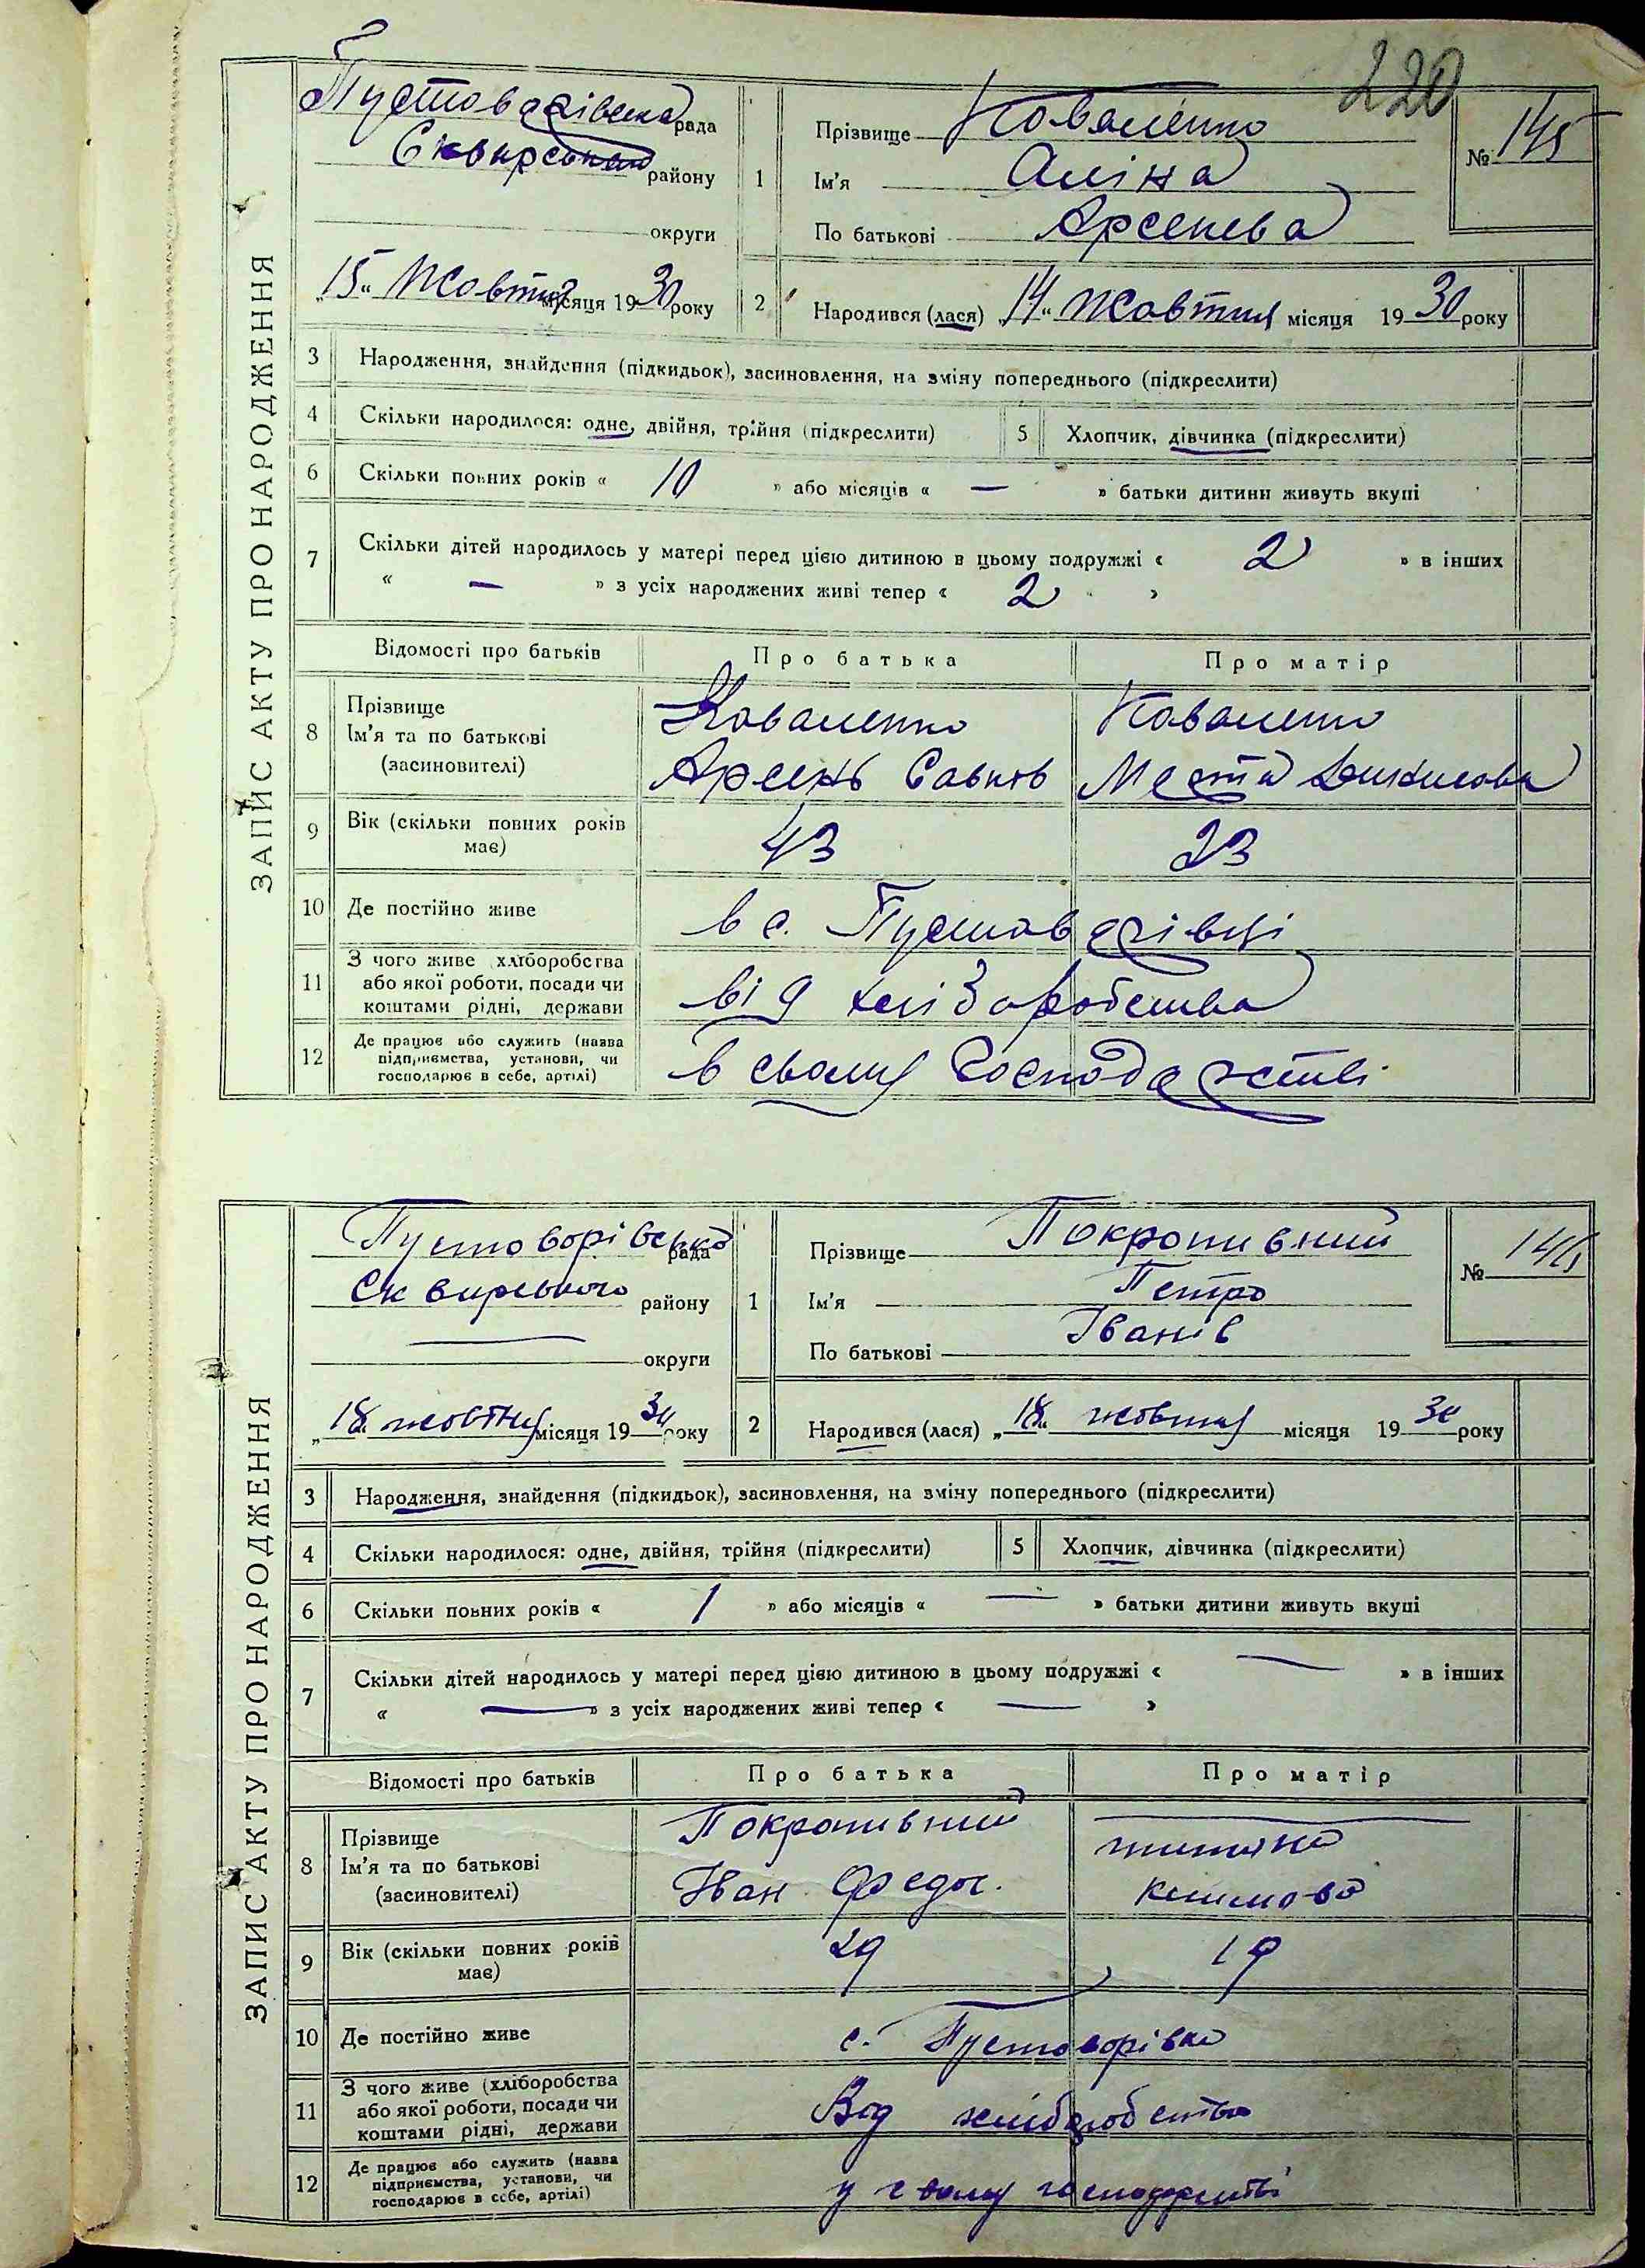 220
ЗАПИС АКТУ ПРО НАРОДЖЕННЯ
Пустоварівська рада
Сквирського району
округи
„15“ Жовтня місяця 1930 року
1
Прізвище Коваленко
Ім'я Аліна
По батькові Арсенева
№ 145
2
Народився (лася) „14“ Жовтня місяця 1930 року
3 Народження, знайдення (підкидьок), засиновлення, на зміну попереднього (підкреслити)
4 Скільки народилося: одне, двійня, трійня (підкреслити)
5 Хлопчик, дівчинка (підкреслити)
6 Скільки повних років « 10 » або місяців « — » батьки дитини живуть вкупі
7 Скільки дітей народилось у матері перед цією дитиною в цьому подружжі « 2 » в інших
« — » з усіх народжених живі тепер « 2 »
Відомості про батьків Про батька Про матір
8 Прізвище
Ім'я та по батькові
(засиновителі)
Коваленко
Арсень Савков
Коваленко
9 Вік (скільки повних років
має)
43
23
10 Де постійно живе
в с. Пустоварівці
11 З чого живе (хліборобства
або якої роботи, посади чи
коштами рідні, держави
від хліборобства
12 Де працює або служить (назва
підприємства, установи, чи
господарює в себе, артілі)
в своему господарстві
ЗАПИС АКТУ ПРО НАРОДЖЕННЯ
Пустоворівська рада
Сквирського району
— округи
„18“ жовтня місяця 1930 року
1
Прізвище Покропивний
Ім'я Петро
По батькові Іванів
№
2
Народився (лася) „18“ жовтня місяця 1930 року
3 Народження, знайдення (підкидьок), засиновлення, на зміну попереднього (підкреслити)
4 Скільки народилося: одне, двійня, трійня (підкреслити)
5 Хлопчик, дівчинка (підкреслити)
6 Скільки повних років « 1 » або місяців « — » батьки дитини живуть вкупі
7 Скільки дітей народилось у матері перед цією дитиною в цьому подружжі « — » в інших
« — » з усіх народжених живі тепер « — »
Відомості про батьків Про батька Про матір
8 Прізвище
Ім'я та по батькові
(засиновителі)
Покропивний
Іван Федос.
—
Климова
9 Вік (скільки повних років
має)
29
19
10 Де постійно живе
с. Пустоворівка
11 З чого живе (хліборобства
або якої роботи, посади чи
коштами рідні, держави
Вод хліборобства
12 Де працює або служить (назва
підприємства, установи, чи
господарює в себе, артілі)
у своему господарстві